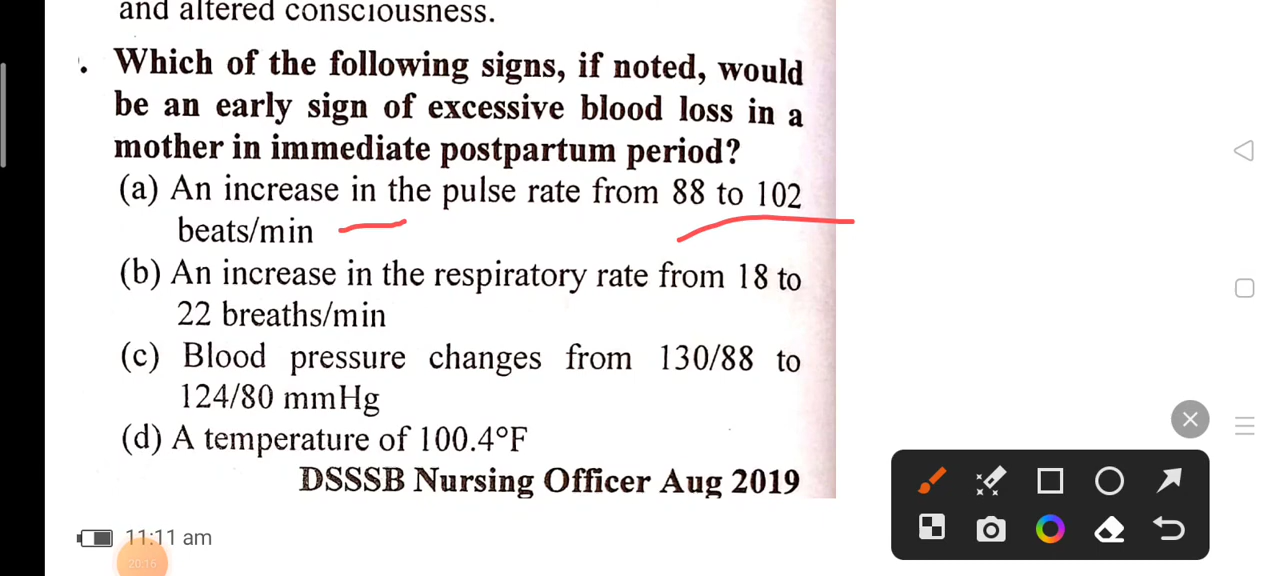 and altered consciousness.
. Which of the following signs, if noted, would
be an early sign of excessive blood loss in a
mother in immediate postpartum period?
(a) An increase in the pulse rate from 88 to 102
beats/min
(b) An increase in the respiratory rate from 18 to
22 breaths/min
(c) Blood pressure changes from 130/88 to
124/80 mmHg
(d) A temperature of 100.4°F
DSSSB Nursing Officer Aug 2019
11:11 am
20:16